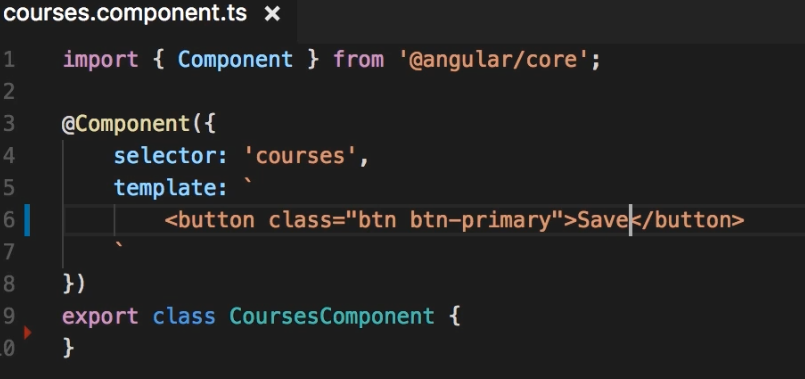 courses.component.ts ×
1 import { Component } from '@angular/core';
2
3 @Component({
4 selector: 'courses',
5 template: `
6 <button class="btn btn-primary">Save</button>
7 `
8 })
9 export class CoursesComponent {
10 }